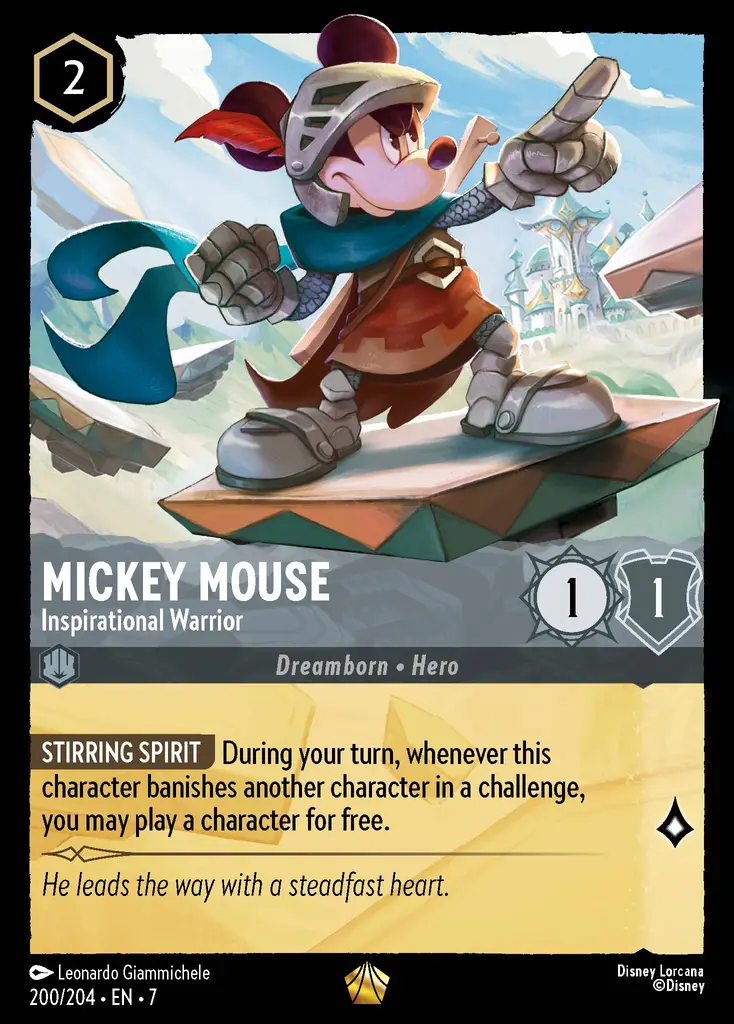 2
MICKEY MOUSE
Inspirational Warrior
1
1
Dreamborn • Hero
STIRRING SPIRIT During your turn, whenever this
character banishes another character in a challenge,
you may play a character for free.
He leads the way with a steadfast heart.
Leonardo Giammichele
200/204 • EN • 7
Disney Lorcana
©Disney